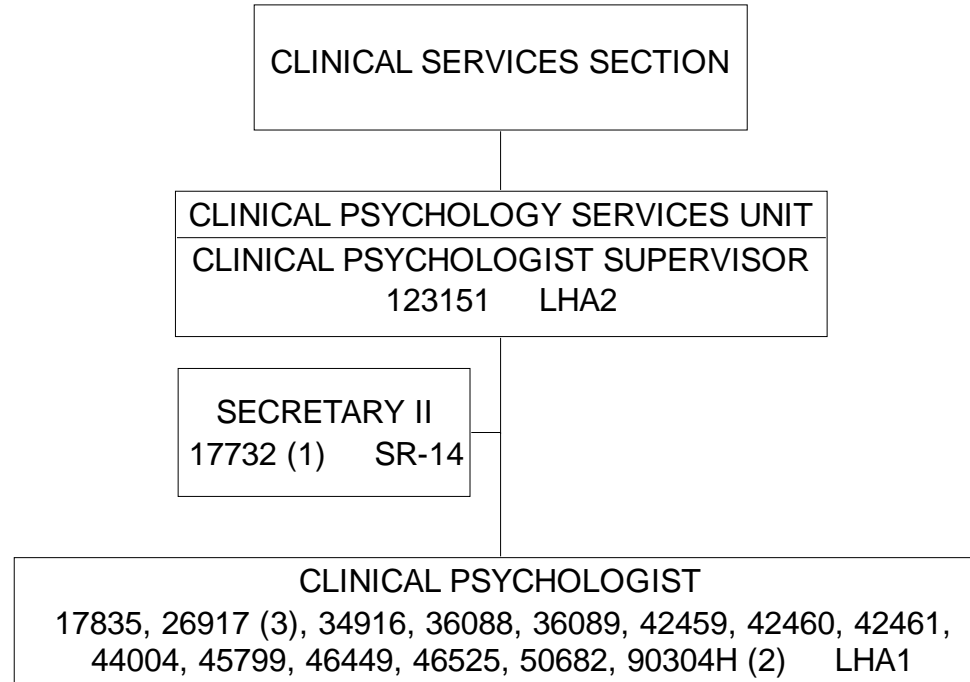 CLINICAL SERVICES SECTION
CLINICAL PSYCHOLOGY SERVICES UNIT
CLINICAL PSYCHOLOGIST SUPERVISOR
123151 LHA2
SECRETARY II
17732 (1) SR-14
CLINICAL PSYCHOLOGIST
17835, 26917 (3), 34916, 36088, 36089, 42459, 42460, 42461,
44004, 45799, 46449, 46525, 50682, 90304H (2) LHA1